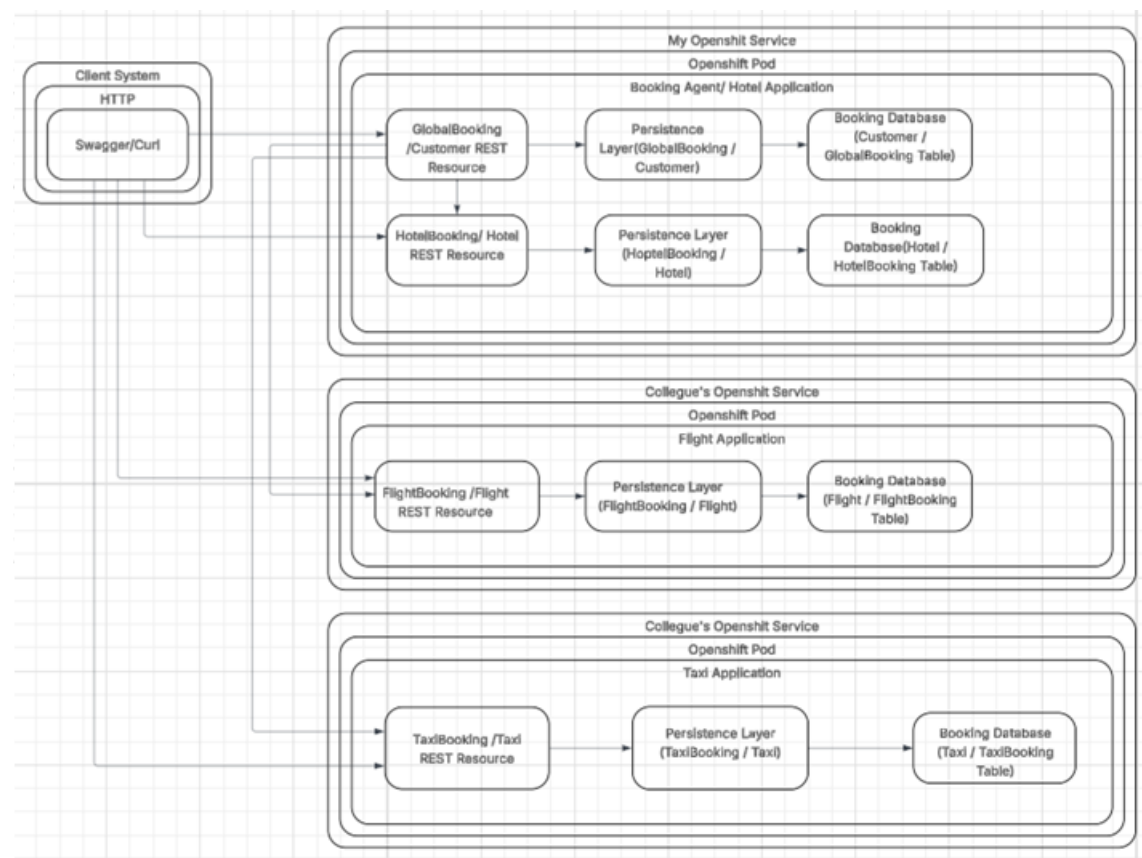 My Openshit Service
Openshift Pod
Booking Agent/ Hotel Application
Client System
HTTP
Swagger/Curl
GlobalBooking
/Customer REST
Resource
Persistence
Layer(GlobalBooking /
Customer)
Booking Database
(Customer /
GlobalBooking Table)
HotelBooking/ Hotel
REST Resource
Persistence Layer
(HoptelBooking /
Hotel)
Booking
Database(Hotel /
HotelBooking Table)
Collegue's Openshit Service
Openshift Pod
Flight Application
FlightBooking /Flight
REST Resource
Persistence Layer
(FlightBooking / Flight)
Booking Database
(Flight / FlightBooking
Table)
Collegue's Openshit Service
Openshift Pod
Taxi Application
TaxiBooking /Taxi
REST Resource
Persistence Layer
(TaxiBooking / Taxi)
Booking Database
(Taxi / TaxiBooking
Table)